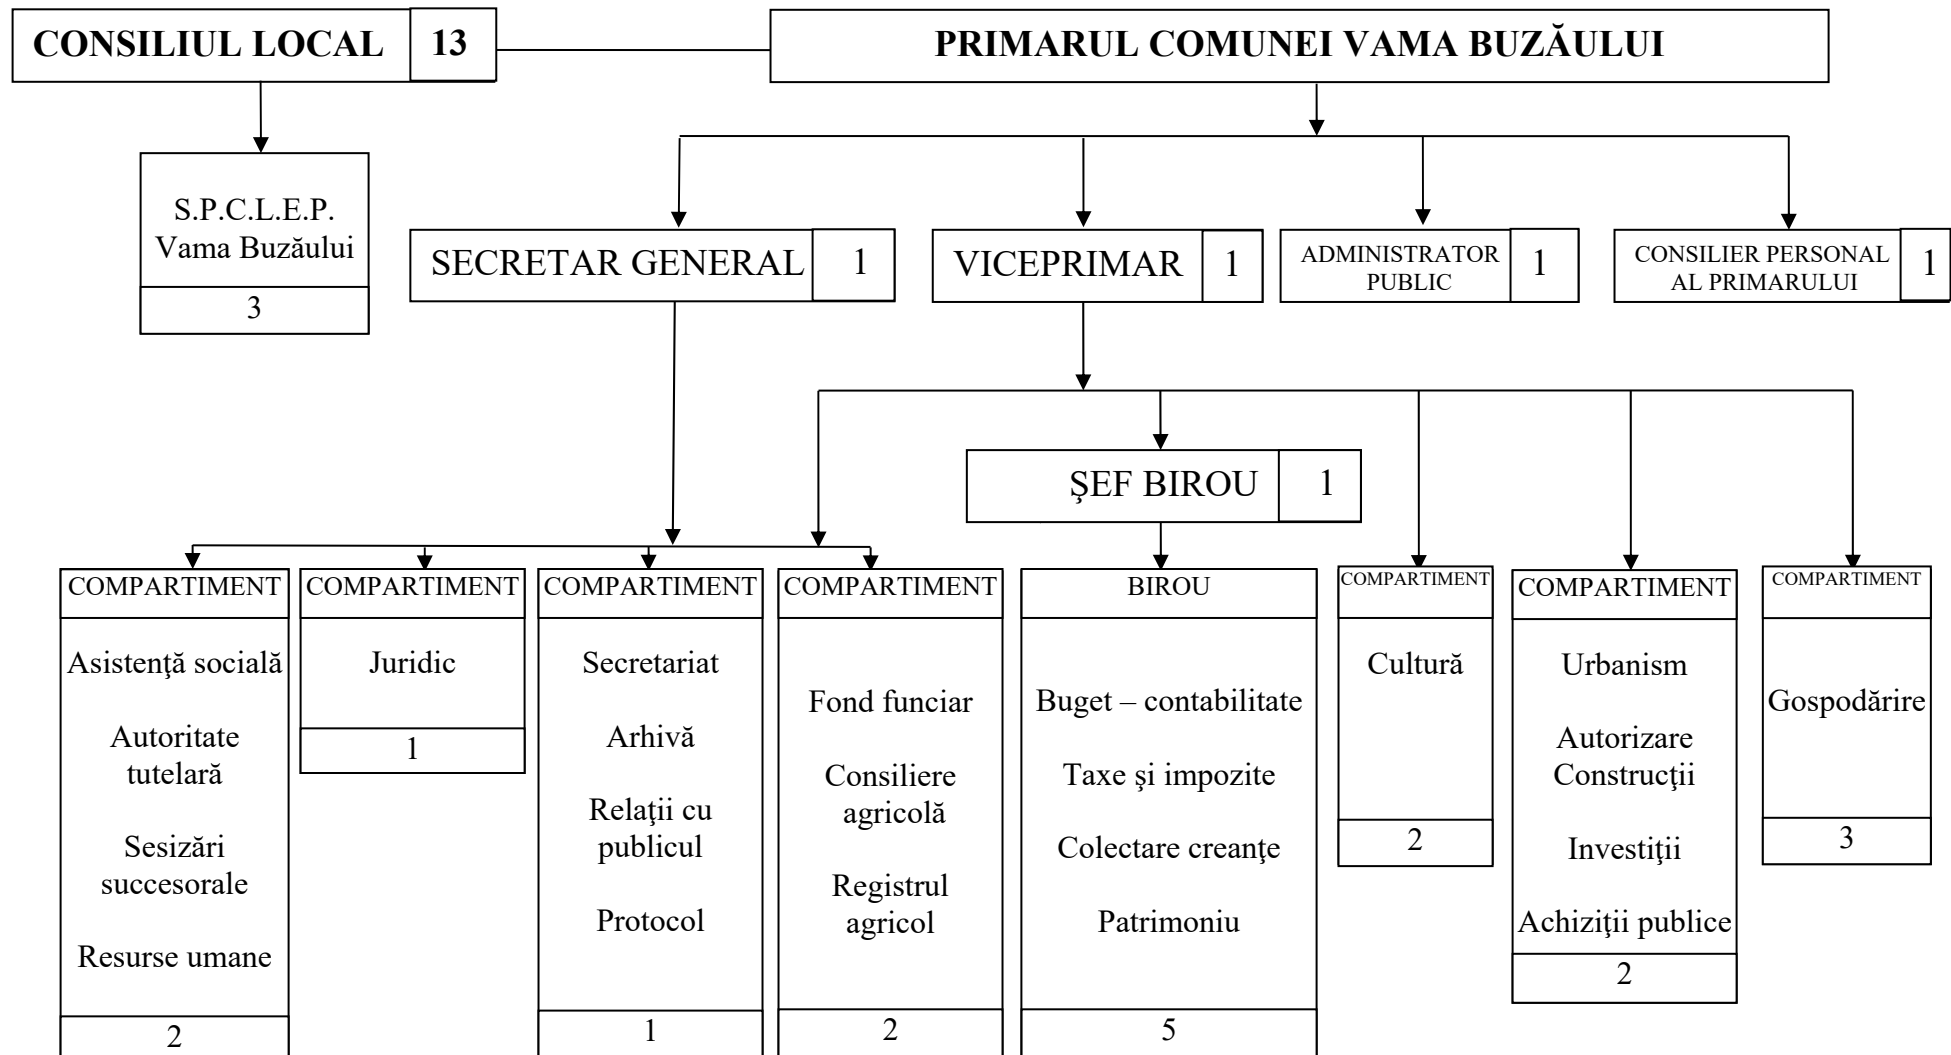 CONSILIUL LOCAL 13
PRIMARUL COMUNEI VAMA BUZĂULUI
S.P.C.L.E.P.
Vama Buzăului
3
SECRETAR GENERAL 1
VICEPRIMAR 1
ADMINISTRATOR
PUBLIC
1
CONSILIER PERSONAL
AL PRIMARULUI
1
ŞEF BIROU 1
COMPARTIMENT
Asistenţă socială
Autoritate
tutelară
Sesizări
succesorale
Resurse umane
2
COMPARTIMENT
Juridic
1
COMPARTIMENT
Secretariat
Arhivă
Relaţii cu
publicul
Protocol
1
COMPARTIMENT
Fond funciar
Consiliere
agricolă
Registrul
agricol
2
BIROU
Buget – contabilitate
Taxe şi impozite
Colectare creanţe
Patrimoniu
5
COMPARTIMENT
Cultură
2
COMPARTIMENT
Urbanism
Autorizare
Construcţii
Investiţii
Achiziţii publice
2
COMPARTIMENT
Gospodărire
3